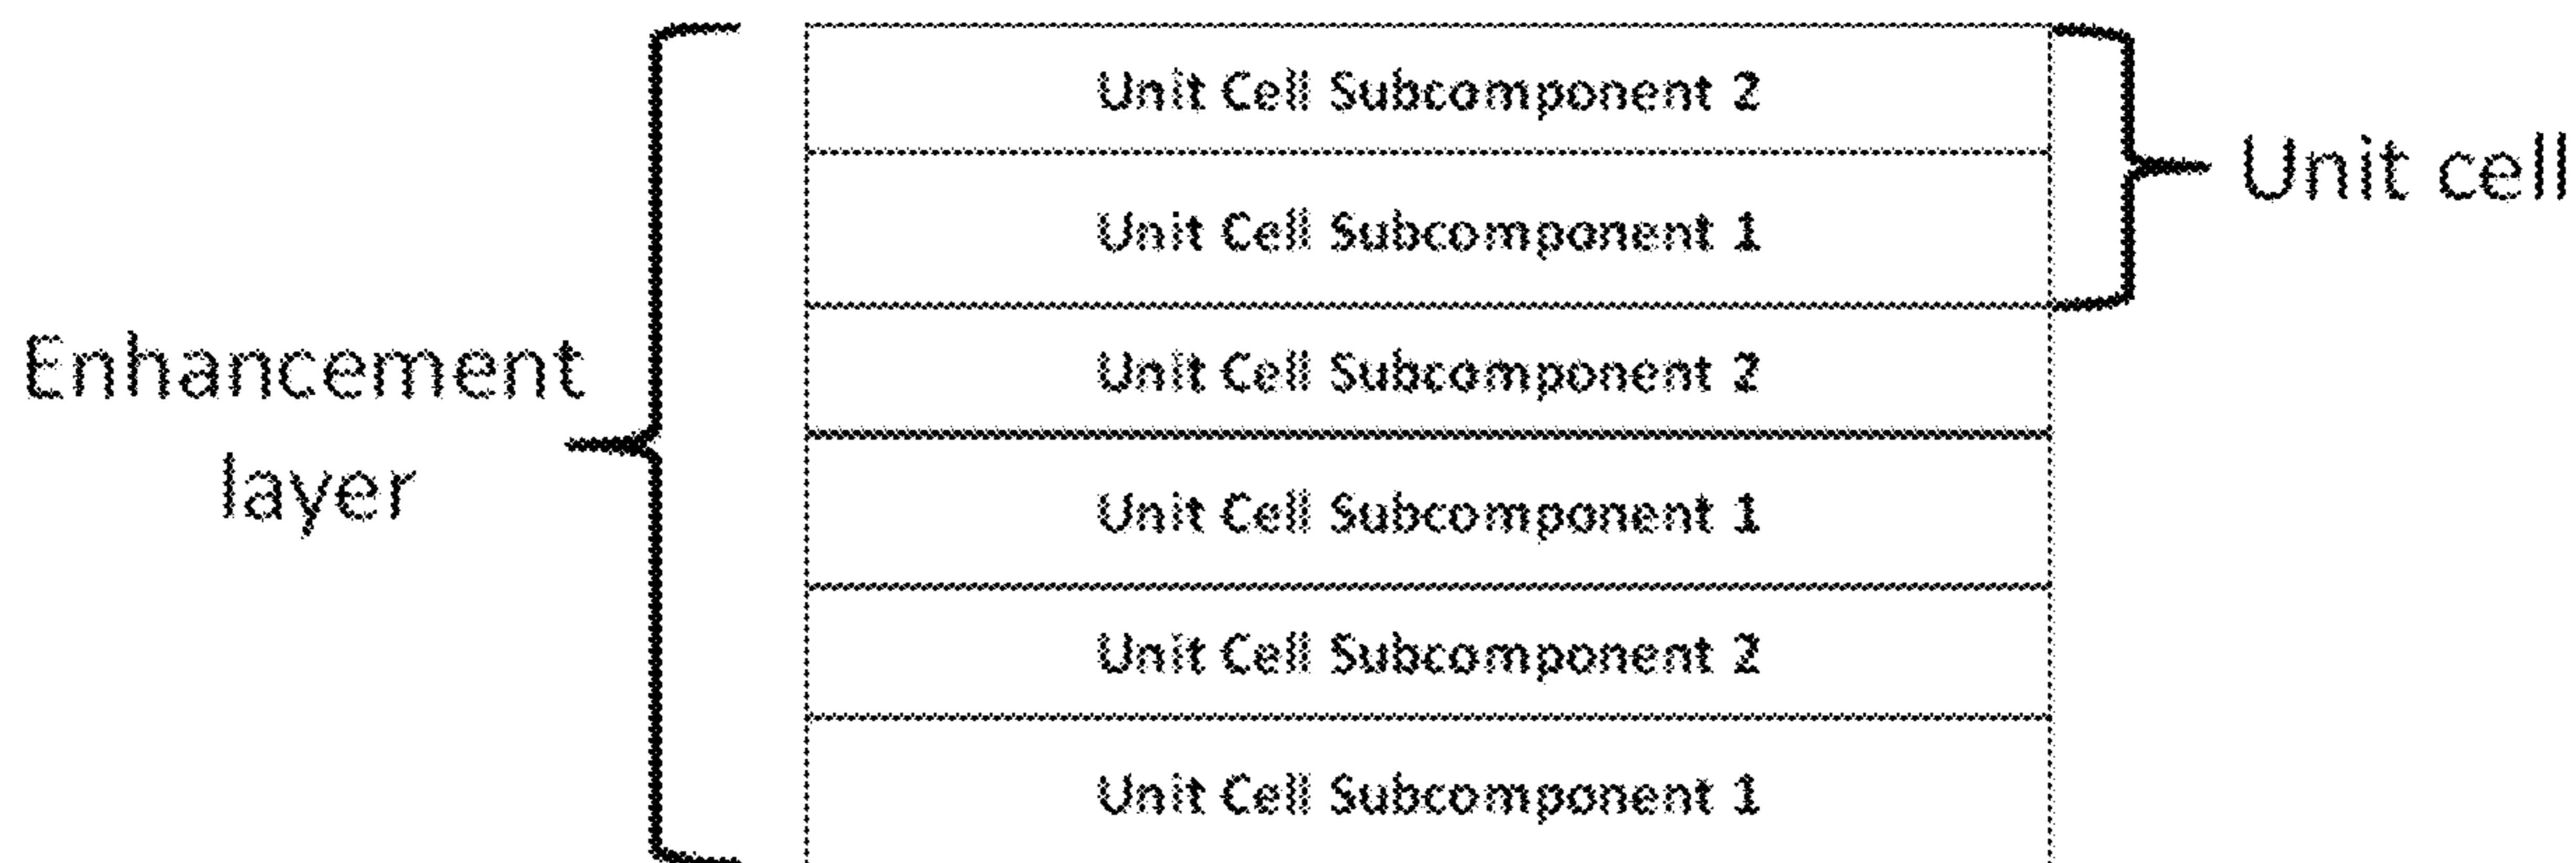 Unit Cell Subcomponent 2
Unit Cell Subcomponent 1
Unit cell
Unit Cell Subcomponent 2
Enhancement
layer
Unit Cell Subcomponent 1
Unit Cell Subcomponent 2
Unit Cell Subcomponent 1